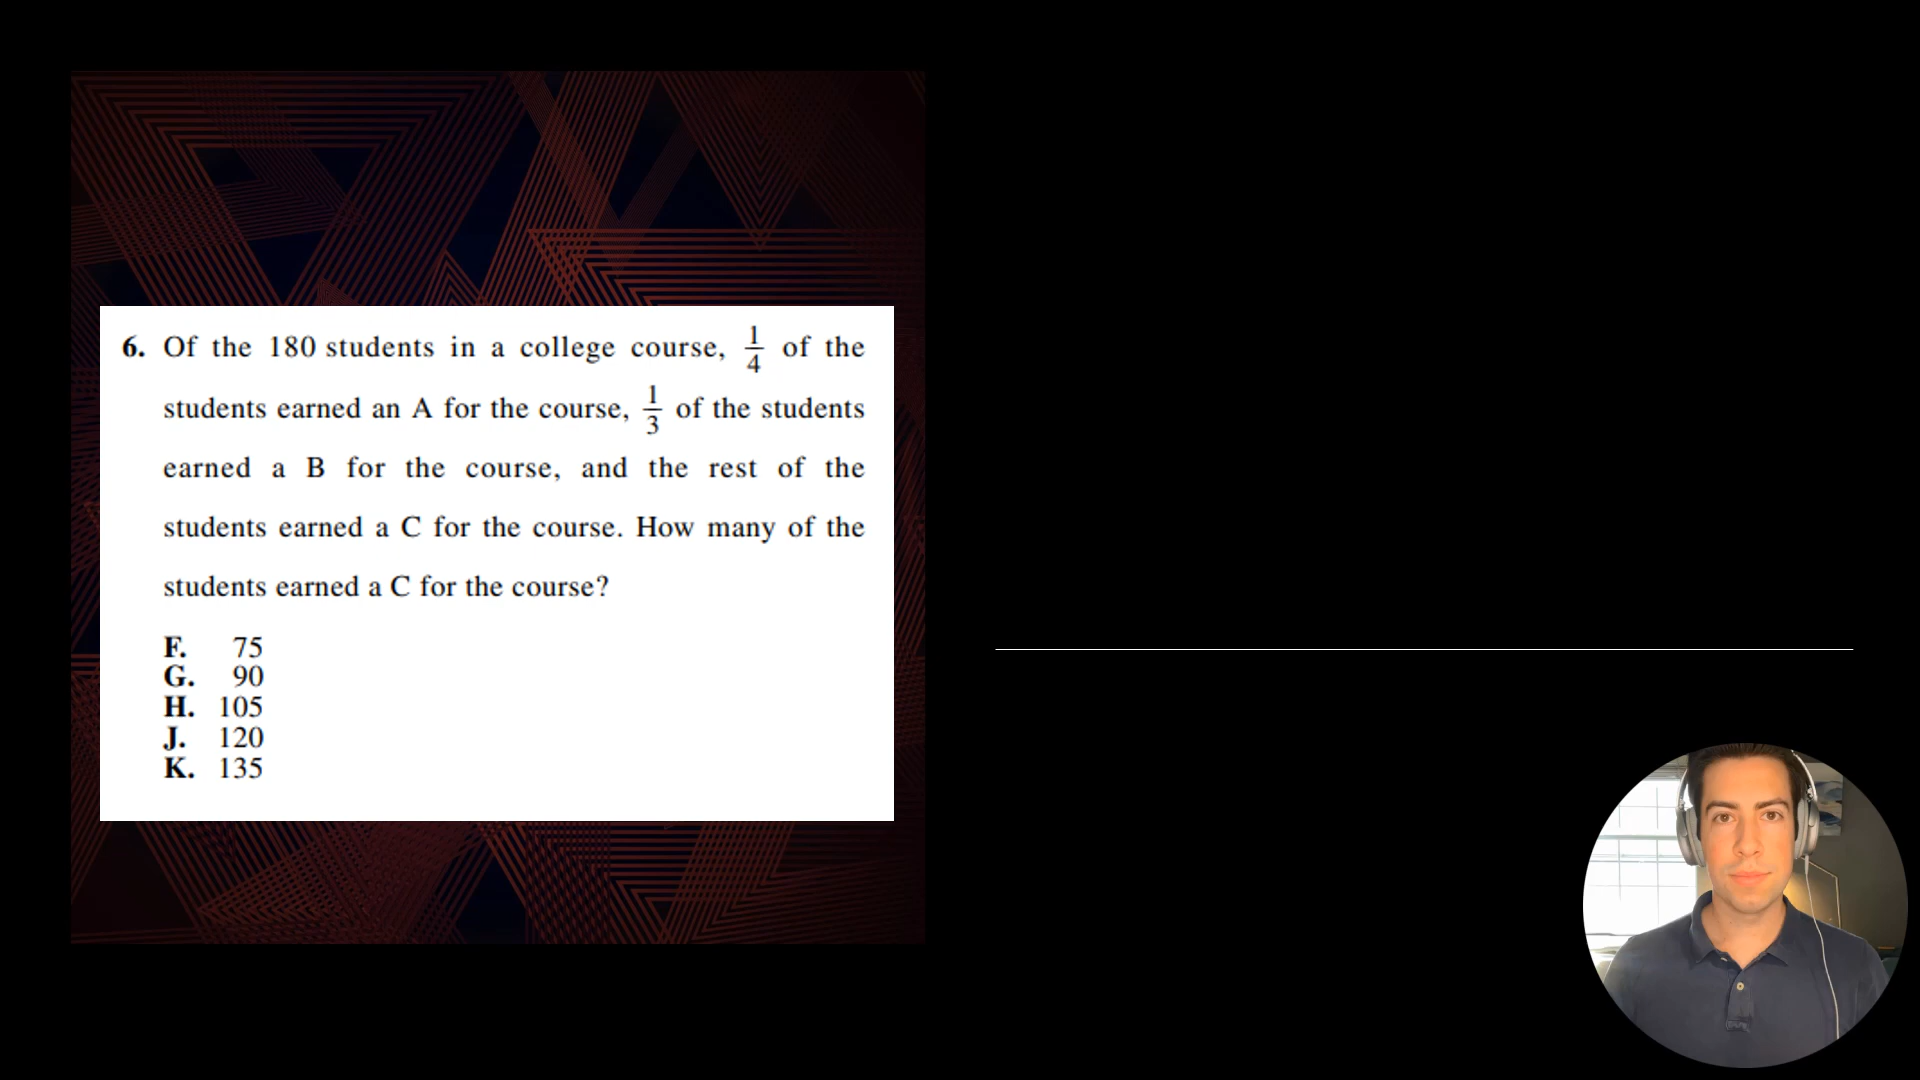 6. Of the 180 students in a college course, 1/4 of the
students earned an A for the course, 1/3 of the students
earned a B for the course, and the rest of the
students earned a C for the course. How many of the
students earned a C for the course?
F. 75
G. 90
H. 105
J. 120
K. 135